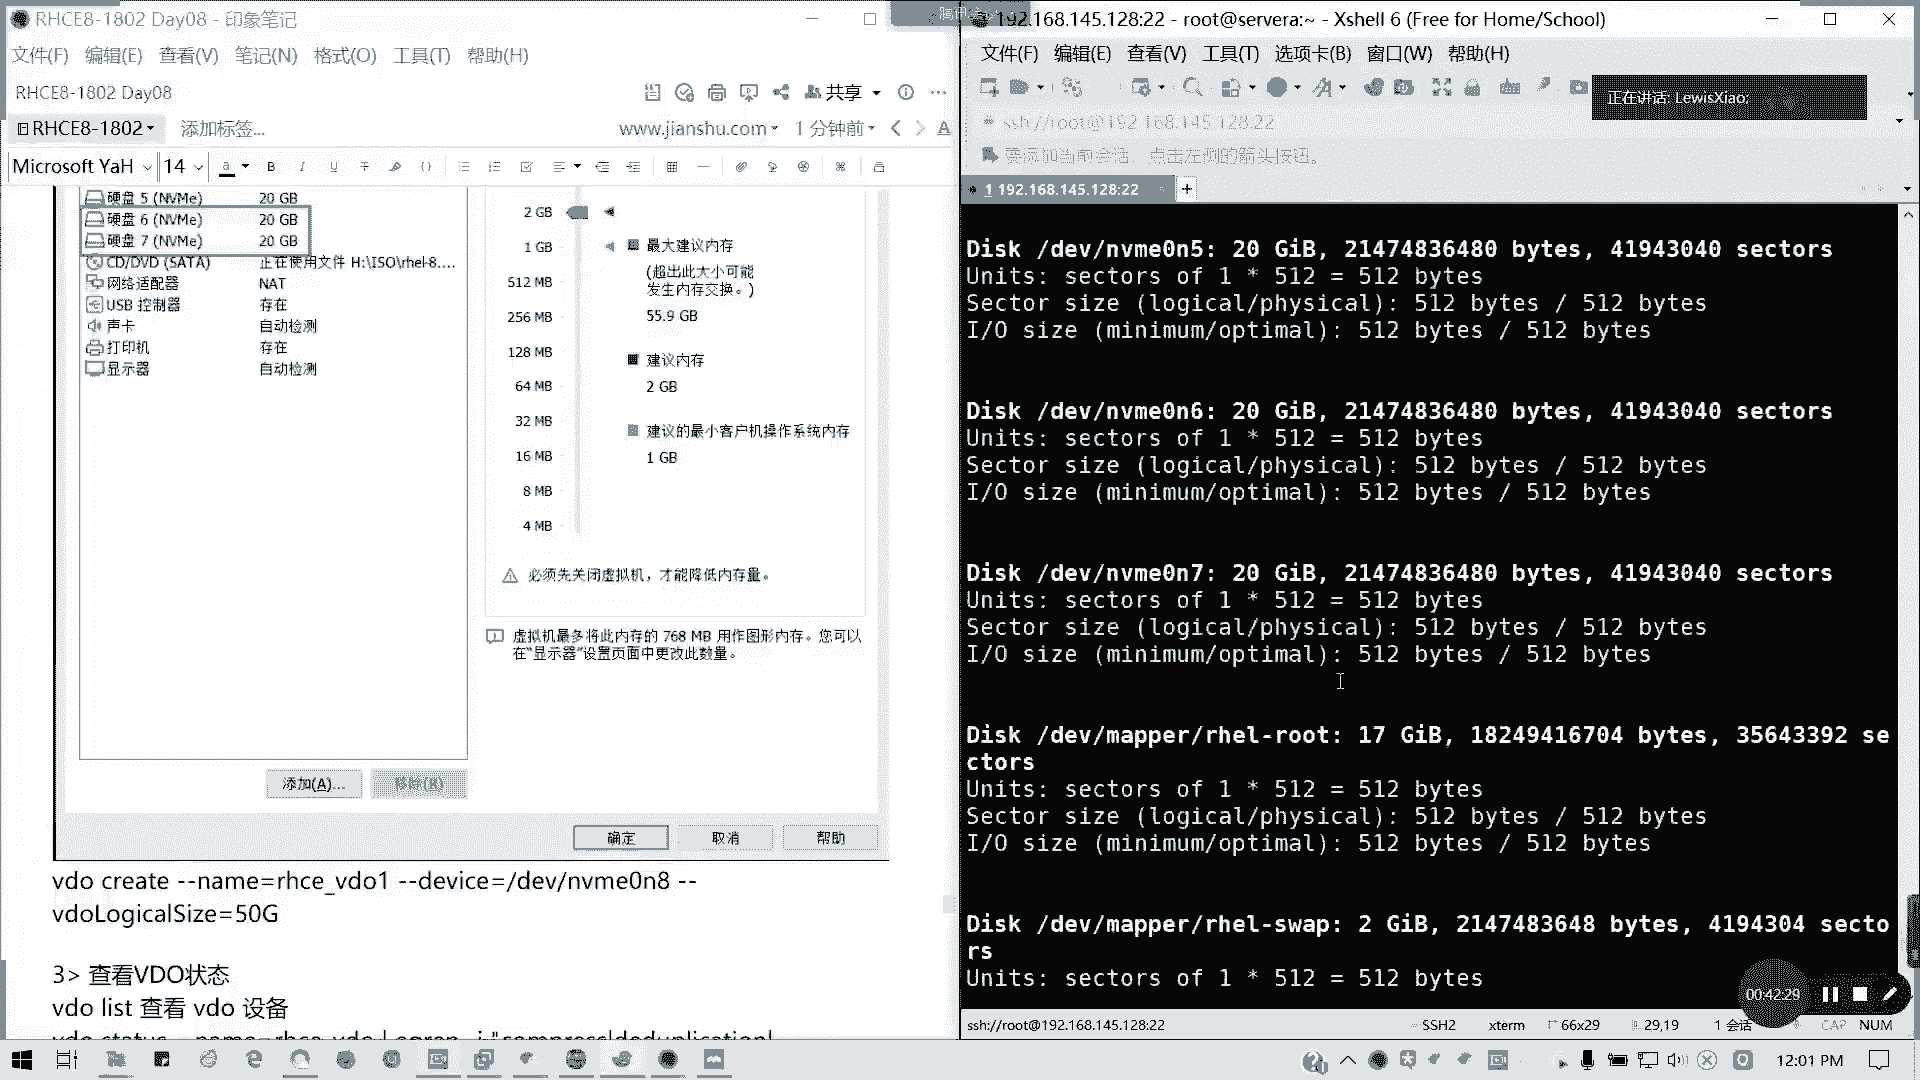 RHCE8-1802 Day08 - 印象笔记
文件(F) 编辑(E) 查看(V) 笔记(N) 格式(O) 工具(T) 帮助(H)
RHCE8-1802 Day08
共享
RHCE8-1802
添加标签...
www.jianshu.com
1 分钟前
Microsoft YaH
14
硬盘 5 (NVMe) 20 GB
硬盘 6 (NVMe) 20 GB
硬盘 7 (NVMe) 20 GB
CD/DVD (SATA) 正在使用文件 H:\ISO\rhel-8....
网络适配器 NAT
USB 控制器 存在
声卡 自动检测
打印机 存在
显示器 自动检测
2 GB
1 GB
512 MB
256 MB
128 MB
64 MB
32 MB
16 MB
8 MB
4 MB
最大建议内存
(超出此大小可能
发生内存交换。)
55.9 GB
建议内存
2 GB
建议的最小客户机操作系统内存
1 GB
必须先关闭虚拟机，才能降低内存量。
虚拟机最多将此内存的 768 MB 用作图形内存。您可以
在“显示器”设置页面中更改此数量。
添加(A)...
移除(R)
确定
取消
帮助
vdo create --name=rhce_vdo1 --device=/dev/nvme0n8 --
vdoLogicalSize=50G
3> 查看VDO状态
vdo list 查看 vdo 设备
192.168.145.128:22 - root@servera:~ - Xshell 6 (Free for Home/School)
文件(F) 编辑(E) 查看(V) 工具(T) 选项卡(B) 窗口(W) 帮助(H)
正在讲话: LewisXiao;
ssh://root@192.168.145.128:22
要添加当前会话，点击左侧的箭头按钮。
1 192.168.145.128:22
Disk /dev/nvme0n5: 20 GiB, 21474836480 bytes, 41943040 sectors
Units: sectors of 1 * 512 = 512 bytes
Sector size (logical/physical): 512 bytes / 512 bytes
I/O size (minimum/optimal): 512 bytes / 512 bytes
Disk /dev/nvme0n6: 20 GiB, 21474836480 bytes, 41943040 sectors
Units: sectors of 1 * 512 = 512 bytes
Sector size (logical/physical): 512 bytes / 512 bytes
I/O size (minimum/optimal): 512 bytes / 512 bytes
Disk /dev/nvme0n7: 20 GiB, 21474836480 bytes, 41943040 sectors
Units: sectors of 1 * 512 = 512 bytes
Sector size (logical/physical): 512 bytes / 512 bytes
I/O size (minimum/optimal): 512 bytes / 512 bytes
Disk /dev/mapper/rhel-root: 17 GiB, 18249416704 bytes, 35643392 se
ctors
Units: sectors of 1 * 512 = 512 bytes
Sector size (logical/physical): 512 bytes / 512 bytes
I/O size (minimum/optimal): 512 bytes / 512 bytes
Disk /dev/mapper/rhel-swap: 2 GiB, 2147483648 bytes, 4194304 secto
rs
Units: sectors of 1 * 512 = 512 bytes
00:42:29
ssh://root@192.168.145.128:22
SSH2
xterm
66x29
29,19
1 会话
CAP
NUM
12:01 PM